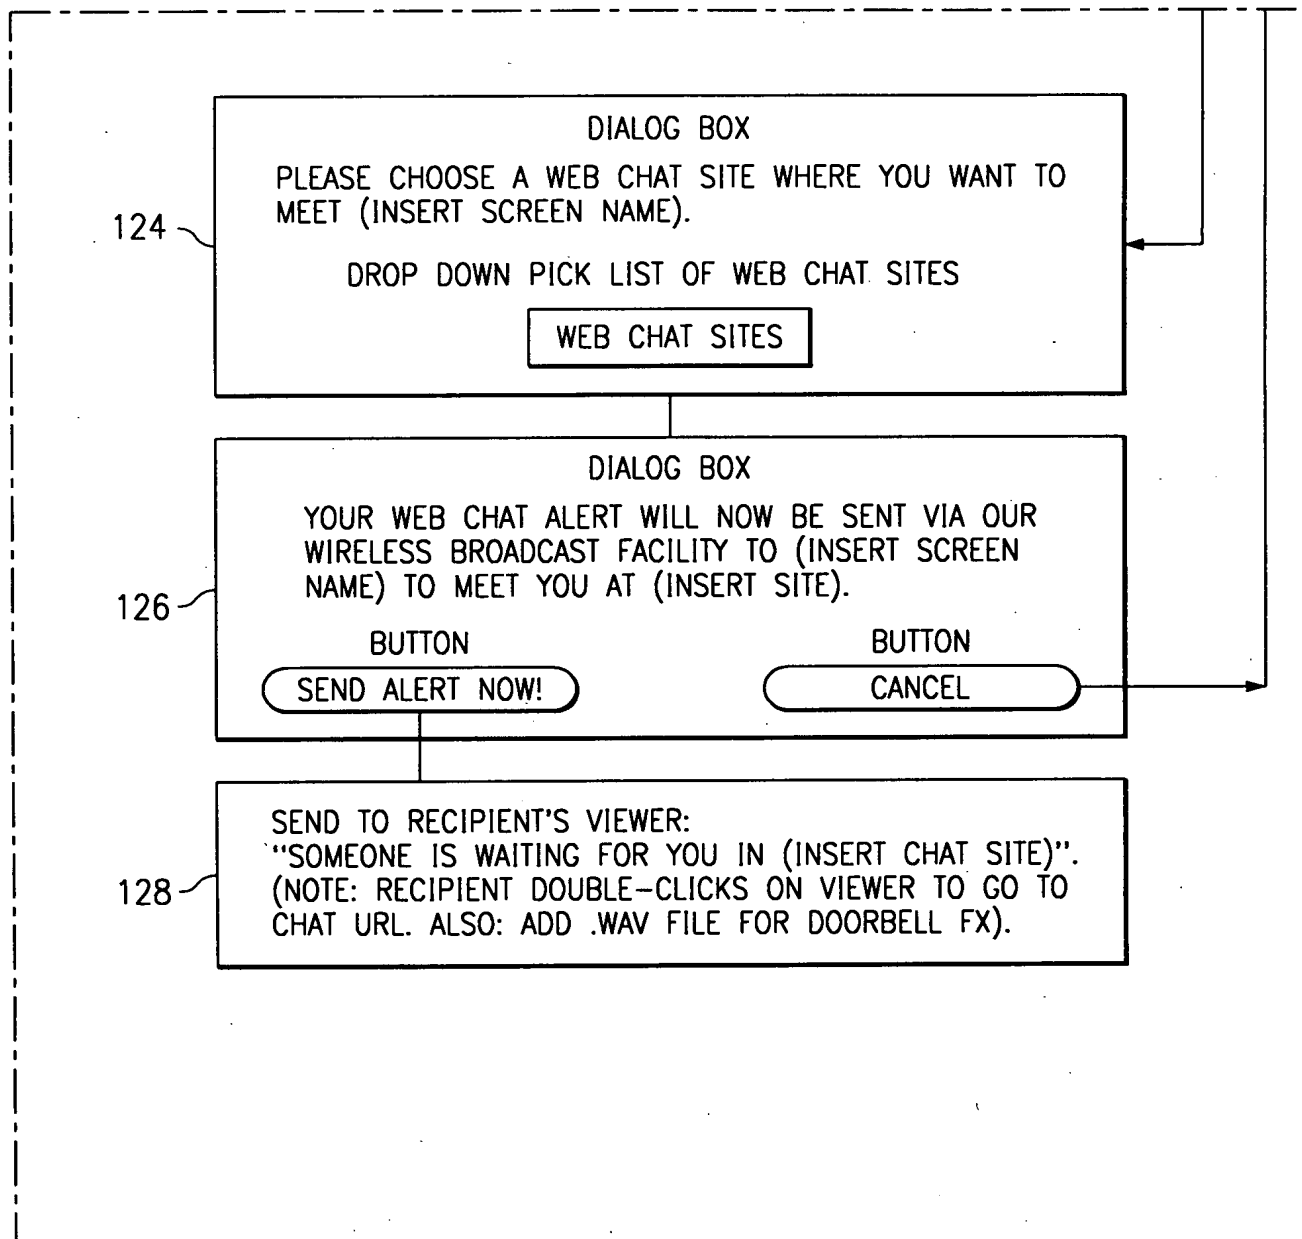 DIALOG BOX
PLEASE CHOOSE A WEB CHAT SITE WHERE YOU WANT TO
MEET (INSERT SCREEN NAME).
124
DROP DOWN PICK LIST OF WEB CHAT SITES
WEB CHAT SITES
DIALOG BOX
YOUR WEB CHAT ALERT WILL NOW BE SENT VIA OUR
WIRELESS BROADCAST FACILITY TO (INSERT SCREEN
NAME) TO MEET YOU AT (INSERT SITE).
126
BUTTON
BUTTON
SEND ALERT NOW!
CANCEL
SEND TO RECIPIENT'S VIEWER:
"SOMEONE IS WAITING FOR YOU IN (INSERT CHAT SITE)".
128
(NOTE: RECIPIENT DOUBLE-CLICKS ON VIEWER TO GO TO
CHAT URL. ALSO: ADD .WAV FILE FOR DOORBELL FX).